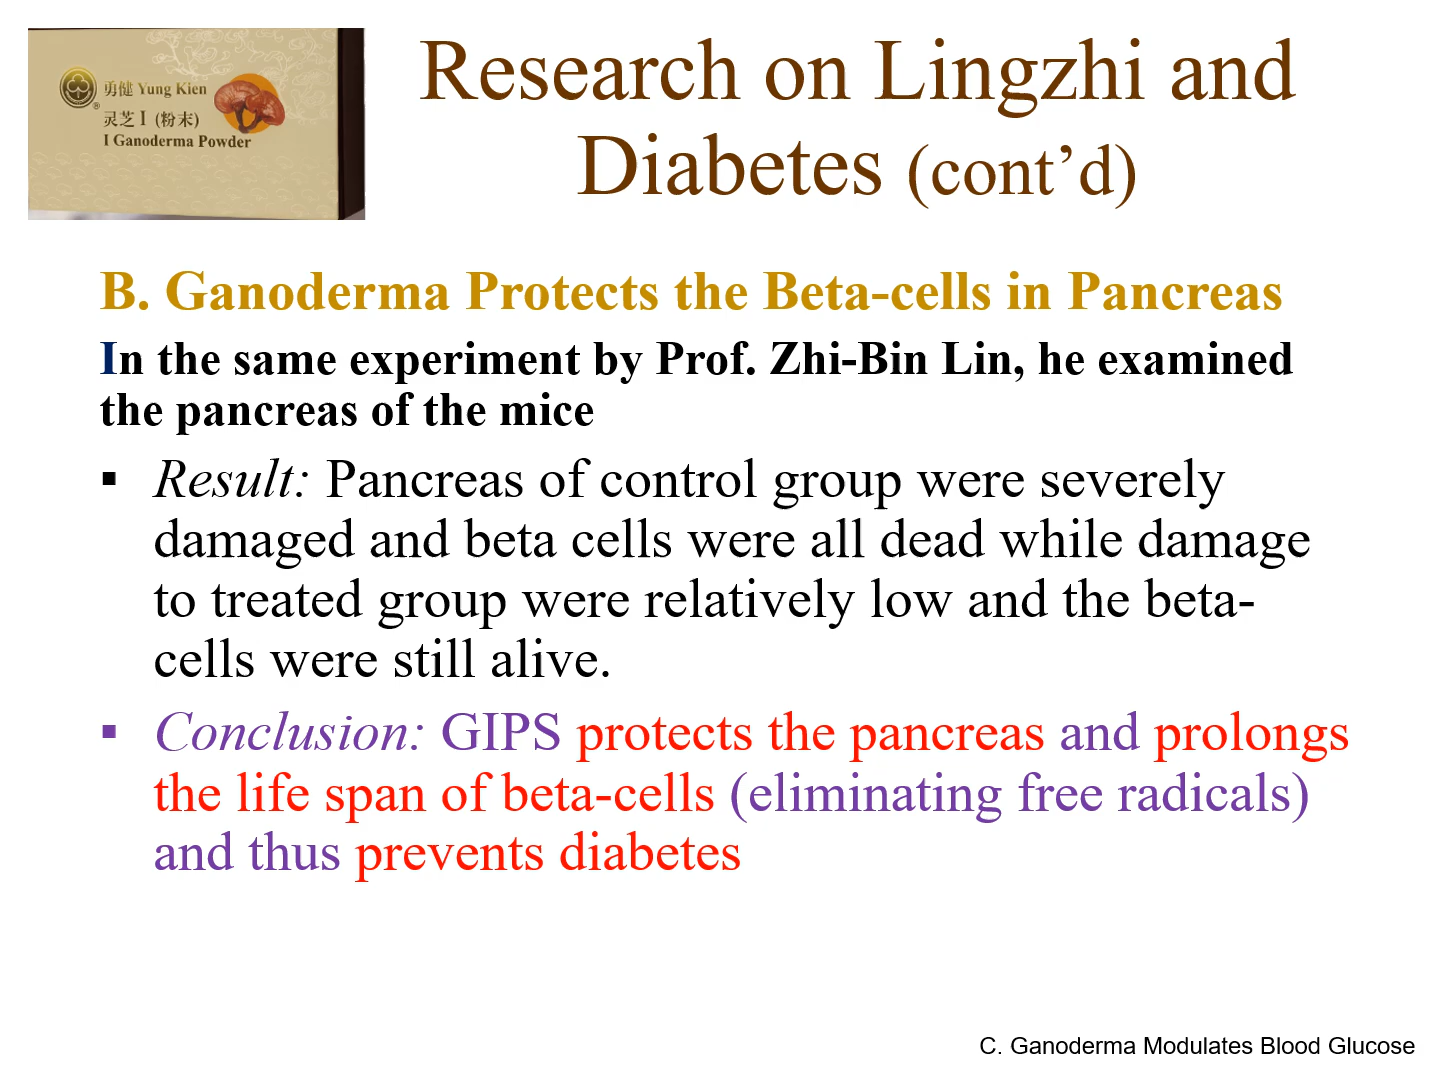 勇健 Yung Kien
灵芝 I (粉末)
I Ganoderma Powder
Research on Lingzhi and
Diabetes (cont’d)
B. Ganoderma Protects the Beta-cells in Pancreas
In the same experiment by Prof. Zhi-Bin Lin, he examined
the pancreas of the mice
▪ Result: Pancreas of control group were severely
damaged and beta cells were all dead while damage
to treated group were relatively low and the beta-
cells were still alive.
▪ Conclusion: GIPS protects the pancreas and prolongs
the life span of beta-cells (eliminating free radicals)
and thus prevents diabetes
C. Ganoderma Modulates Blood Glucose